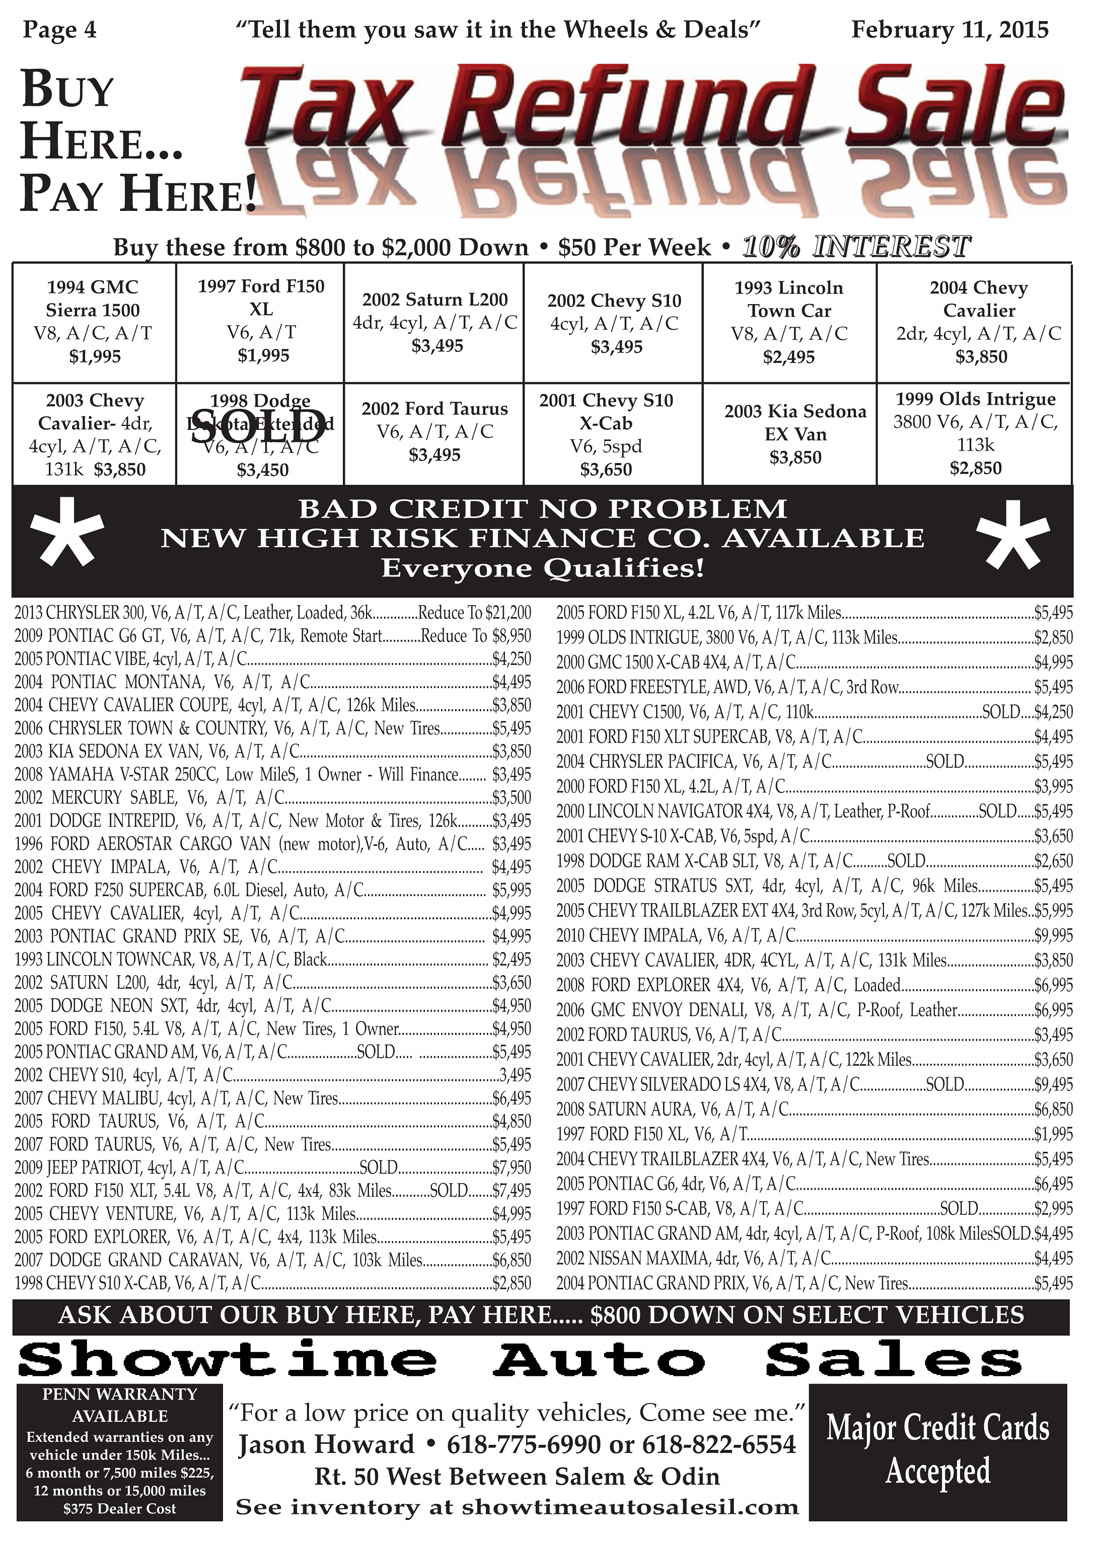 Page 4
“Tell them you saw it in the Wheels & Deals”
February 11, 2015
BUY
HERE...
PAY HERE!
Tax Refund Sale
Buy these from $800 to $2,000 Down • $50 Per Week • 10% INTEREST
1994 GMC
Sierra 1500
V8, A/C, A/T
$1,995
1997 Ford F150
XL
V6, A/T
$1,995
2002 Saturn L200
4dr, 4cyl, A/T, A/C
$3,495
2002 Chevy S10
4cyl, A/T, A/C
$3,495
1993 Lincoln
Town Car
V8, A/T, A/C
$2,495
2004 Chevy
Cavalier
2dr, 4cyl, A/T, A/C
$3,850
2003 Chevy
Cavalier- 4dr,
4cyl, A/T, A/C,
131k $3,850
1998 Dodge
Dakota Extended
SOLD
V6, A/T, A/C
$3,450
2002 Ford Taurus
V6, A/T, A/C
$3,495
2001 Chevy S10
X-Cab
V6, 5spd
$3,650
2003 Kia Sedona
EX Van
$3,850
1999 Olds Intrigue
3800 V6, A/T, A/C,
113k
$2,850
* BAD CREDIT NO PROBLEM *
NEW HIGH RISK FINANCE CO. AVAILABLE
Everyone Qualifies!
2013 CHRYSLER 300, V6, A/T, A/C, Leather, Loaded, 36k............Reduce To $21,200
2009 PONTIAC G6 GT, V6, A/T, A/C, 71k, Remote Start...........Reduce To $8,950
2005 PONTIAC VIBE, 4cyl, A/T, A/C......................$4,250
2004 PONTIAC MONTANA, V6, A/T, A/C......................$4,495
2004 CHEVY CAVALIER COUPE, 4cyl, A/T, A/C, 126k Miles......................$3,850
2006 CHRYSLER TOWN & COUNTRY, V6, A/T, A/C, New Tires...............$5,495
2003 KIA SEDONA EX VAN, V6, A/T, A/C......................$3,850
2008 YAMAHA V-STAR 250CC, Low MileS, 1 Owner - Will Finance........ $3,495
2002 MERCURY SABLE, V6, A/T, A/C......................$3,500
2001 DODGE INTREPID, V6, A/T, A/C, New Motor & Tires, 126k..........$3,495
1996 FORD AEROSTAR CARGO VAN (new motor),V-6, Auto, A/C..... $3,495
2002 CHEVY IMPALA, V6, A/T, A/C...................... $4,495
2004 FORD F250 SUPERCAB, 6.0L Diesel, Auto, A/C...................... $5,995
2005 CHEVY CAVALIER, 4cyl, A/T, A/C......................$4,995
2003 PONTIAC GRAND PRIX SE, V6, A/T, A/C...................... $4,995
1993 LINCOLN TOWNCAR, V8, A/T, A/C, Black...................... $2,495
2002 SATURN L200, 4dr, 4cyl, A/T, A/C......................$3,650
2005 DODGE NEON SXT, 4dr, 4cyl, A/T, A/C......................$4,950
2005 FORD F150, 5.4L V8, A/T, A/C, New Tires, 1 Owner......................$4,950
2005 PONTIAC GRAND AM, V6, A/T, A/C...................SOLD..... ....................$5,495
2002 CHEVY S10, 4cyl, A/T, A/C......................3,495
2007 CHEVY MALIBU, 4cyl, A/T, A/C, New Tires......................$6,495
2005 FORD TAURUS, V6, A/T, A/C......................$4,850
2007 FORD TAURUS, V6, A/T, A/C, New Tires......................$5,495
2009 JEEP PATRIOT, 4cyl, A/T, A/C......................SOLD......................$7,950
2002 FORD F150 XLT, 5.4L V8, A/T, A/C, 4x4, 83k Miles...........SOLD.......$7,495
2005 CHEVY VENTURE, V6, A/T, A/C, 113k Miles......................$4,995
2005 FORD EXPLORER, V6, A/T, A/C, 4x4, 113k Miles......................$5,495
2007 DODGE GRAND CARAVAN, V6, A/T, A/C, 103k Miles...................$6,850
1998 CHEVY S10 X-CAB, V6, A/T, A/C......................$2,850
2005 FORD F150 XL, 4.2L V6, A/T, 117k Miles......................$5,495
1999 OLDS INTRIGUE, 3800 V6, A/T, A/C, 113k Miles......................$2,850
2000 GMC 1500 X-CAB 4X4, A/T, A/C......................$4,995
2006 FORD FREESTYLE, AWD, V6, A/T, A/C, 3rd Row...................... $5,495
2001 CHEVY C1500, V6, A/T, A/C, 110k......................SOLD....$4,250
2001 FORD F150 XLT SUPERCAB, V8, A/T, A/C......................$4,495
2004 CHRYSLER PACIFICA, V6, A/T, A/C......................SOLD...................$5,495
2000 FORD F150 XL, 4.2L, A/T, A/C......................$3,995
2000 LINCOLN NAVIGATOR 4X4, V8, A/T, Leather, P-Roof..............SOLD.....$5,495
2001 CHEVY S-10 X-CAB, V6, 5spd, A/C......................$3,650
1998 DODGE RAM X-CAB SLT, V8, A/T, A/C.........SOLD......................$2,650
2005 DODGE STRATUS SXT, 4dr, 4cyl, A/T, A/C, 96k Miles...............$5,495
2005 CHEVY TRAILBLAZER EXT 4X4, 3rd Row, 5cyl, A/T, A/C, 127k Miles..$5,995
2010 CHEVY IMPALA, V6, A/T, A/C......................$9,995
2003 CHEVY CAVALIER, 4DR, 4CYL, A/T, A/C, 131k Miles......................$3,850
2008 FORD EXPLORER 4X4, V6, A/T, A/C, Loaded......................$6,995
2006 GMC ENVOY DENALI, V8, A/T, A/C, P-Roof, Leather......................$6,995
2002 FORD TAURUS, V6, A/T, A/C......................$3,495
2001 CHEVY CAVALIER, 2dr, 4cyl, A/T, A/C, 122k Miles......................$3,650
2007 CHEVY SILVERADO LS 4X4, V8, A/T, A/C..................SOLD...................$9,495
2008 SATURN AURA, V6, A/T, A/C......................$6,850
1997 FORD F150 XL, V6, A/T......................$1,995
2004 CHEVY TRAILBLAZER 4X4, V6, A/T, A/C, New Tires......................$5,495
2005 PONTIAC G6, 4dr, V6, A/T, A/C......................$6,495
1997 FORD F150 S-CAB, V8, A/T, A/C......................SOLD...............$2,995
2003 PONTIAC GRAND AM, 4dr, 4cyl, A/T, A/C, P-Roof, 108k MilesSOLD.$4,495
2002 NISSAN MAXIMA, 4dr, V6, A/T, A/C......................$4,495
2004 PONTIAC GRAND PRIX, V6, A/T, A/C, New Tires......................$5,495
ASK ABOUT OUR BUY HERE, PAY HERE..... $800 DOWN ON SELECT VEHICLES
Showtime Auto Sales
PENN WARRANTY
AVAILABLE
Extended warranties on any
vehicle under 150k Miles...
6 month or 7,500 miles $225,
12 months or 15,000 miles
$375 Dealer Cost
“For a low price on quality vehicles, Come see me.”
Jason Howard • 618-775-6990 or 618-822-6554
Rt. 50 West Between Salem & Odin
See inventory at showtimeautosalesil.com
Major Credit Cards
Accepted